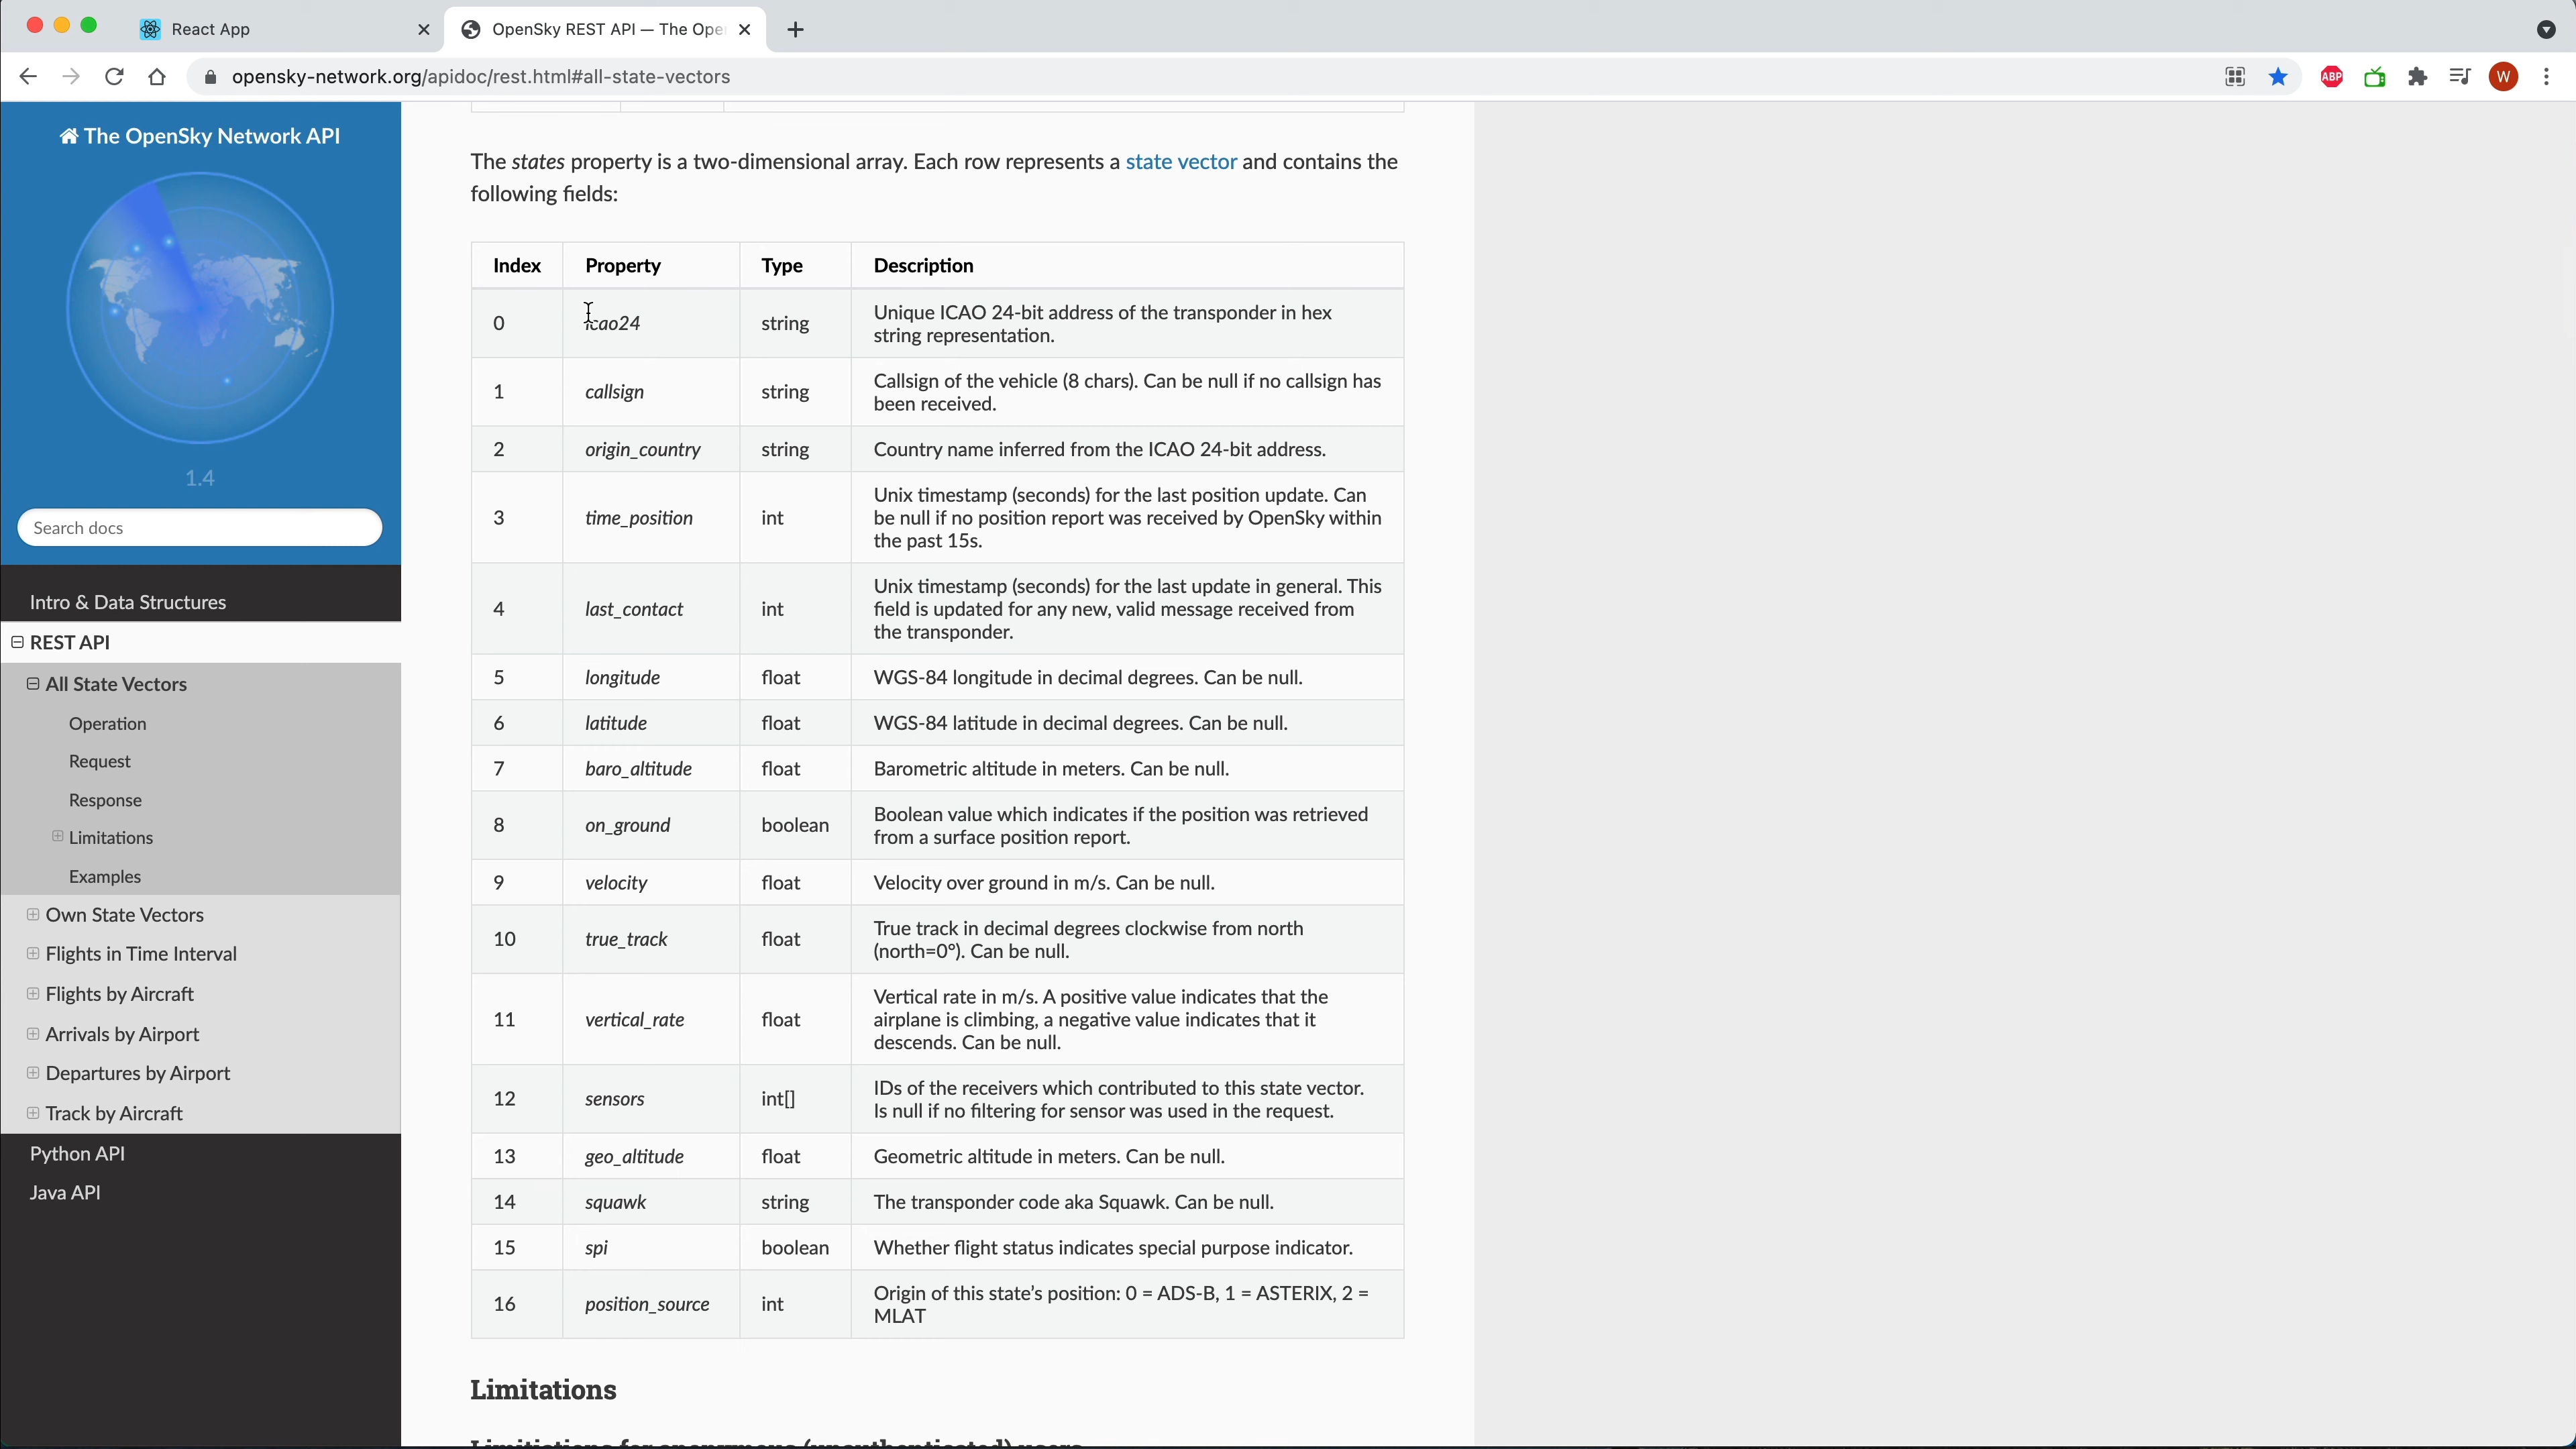 React App
OpenSky REST API — The Ope
opensky-network.org/apidoc/rest.html#all-state-vectors
ABP
W
The OpenSky Network API
1.4
Search docs
Intro & Data Structures
REST API
All State Vectors
Operation
Request
Response
Limitations
Examples
Own State Vectors
Flights in Time Interval
Flights by Aircraft
Arrivals by Airport
Departures by Airport
Track by Aircraft
Python API
Java API
The states property is a two-dimensional array. Each row represents a state vector and contains the
following fields:
Index Property Type Description
0 icao24 string Unique ICAO 24-bit address of the transponder in hex
string representation.
1 callsign string Callsign of the vehicle (8 chars). Can be null if no callsign has
been received.
2 origin_country string Country name inferred from the ICAO 24-bit address.
3 time_position int Unix timestamp (seconds) for the last position update. Can
be null if no position report was received by OpenSky within
the past 15s.
4 last_contact int Unix timestamp (seconds) for the last update in general. This
field is updated for any new, valid message received from
the transponder.
5 longitude float WGS-84 longitude in decimal degrees. Can be null.
6 latitude float WGS-84 latitude in decimal degrees. Can be null.
7 baro_altitude float Barometric altitude in meters. Can be null.
8 on_ground boolean Boolean value which indicates if the position was retrieved
from a surface position report.
9 velocity float Velocity over ground in m/s. Can be null.
10 true_track float True track in decimal degrees clockwise from north
(north=0°). Can be null.
11 vertical_rate float Vertical rate in m/s. A positive value indicates that the
airplane is climbing, a negative value indicates that it
descends. Can be null.
12 sensors int[] IDs of the receivers which contributed to this state vector.
Is null if no filtering for sensor was used in the request.
13 geo_altitude float Geometric altitude in meters. Can be null.
14 squawk string The transponder code aka Squawk. Can be null.
15 spi boolean Whether flight status indicates special purpose indicator.
16 position_source int Origin of this state's position: 0 = ADS-B, 1 = ASTERIX, 2 =
MLAT
Limitations